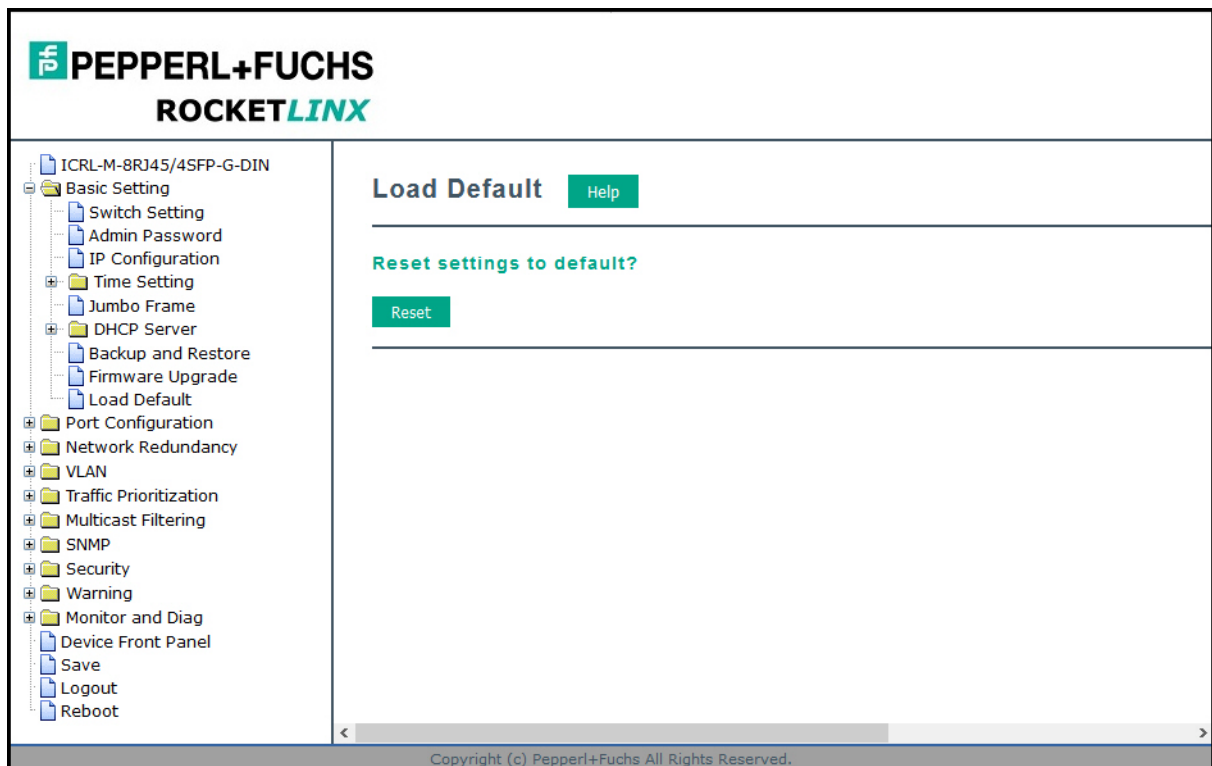 PEPPERL+FUCHS
ROCKETLINX
ICRL-M-8RJ45/4SFP-G-DIN
Basic Setting
Switch Setting
Admin Password
IP Configuration
Time Setting
Jumbo Frame
DHCP Server
Backup and Restore
Firmware Upgrade
Load Default
Port Configuration
Network Redundancy
VLAN
Traffic Prioritization
Multicast Filtering
SNMP
Security
Warning
Monitor and Diag
Device Front Panel
Save
Logout
Reboot
Load Default Help
Reset settings to default?
Reset
Copyright (c) Pepperl+Fuchs All Rights Reserved.